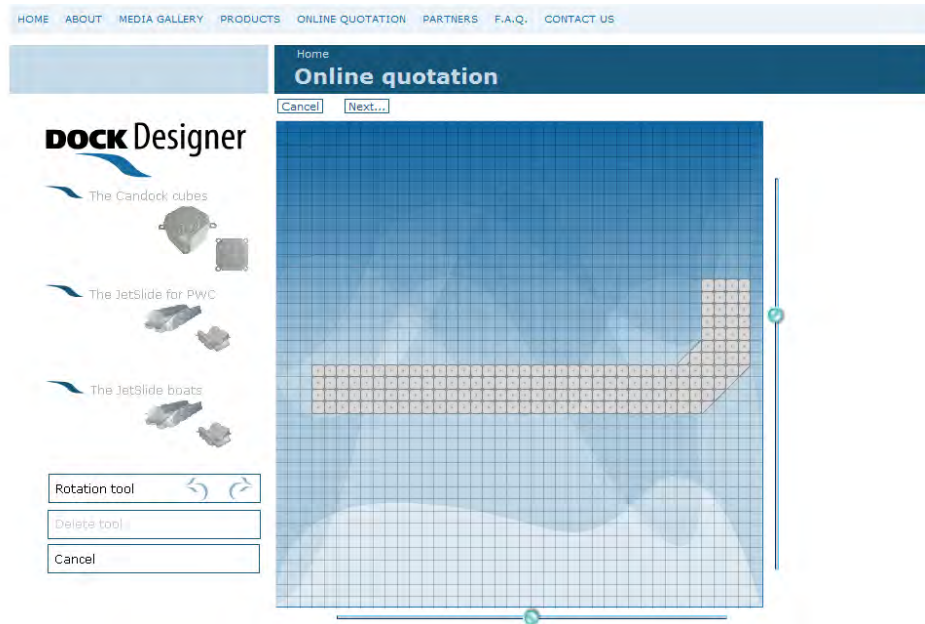 HOME ABOUT MEDIA GALLERY PRODUCTS ONLINE QUOTATION PARTNERS F.A.Q. CONTACT US
Home
Online quotation
Cancel Next...
DOCK Designer
The Candock cubes
The JetSlide for PWC
The JetSlide boats
Rotation tool
Delete tool
Cancel